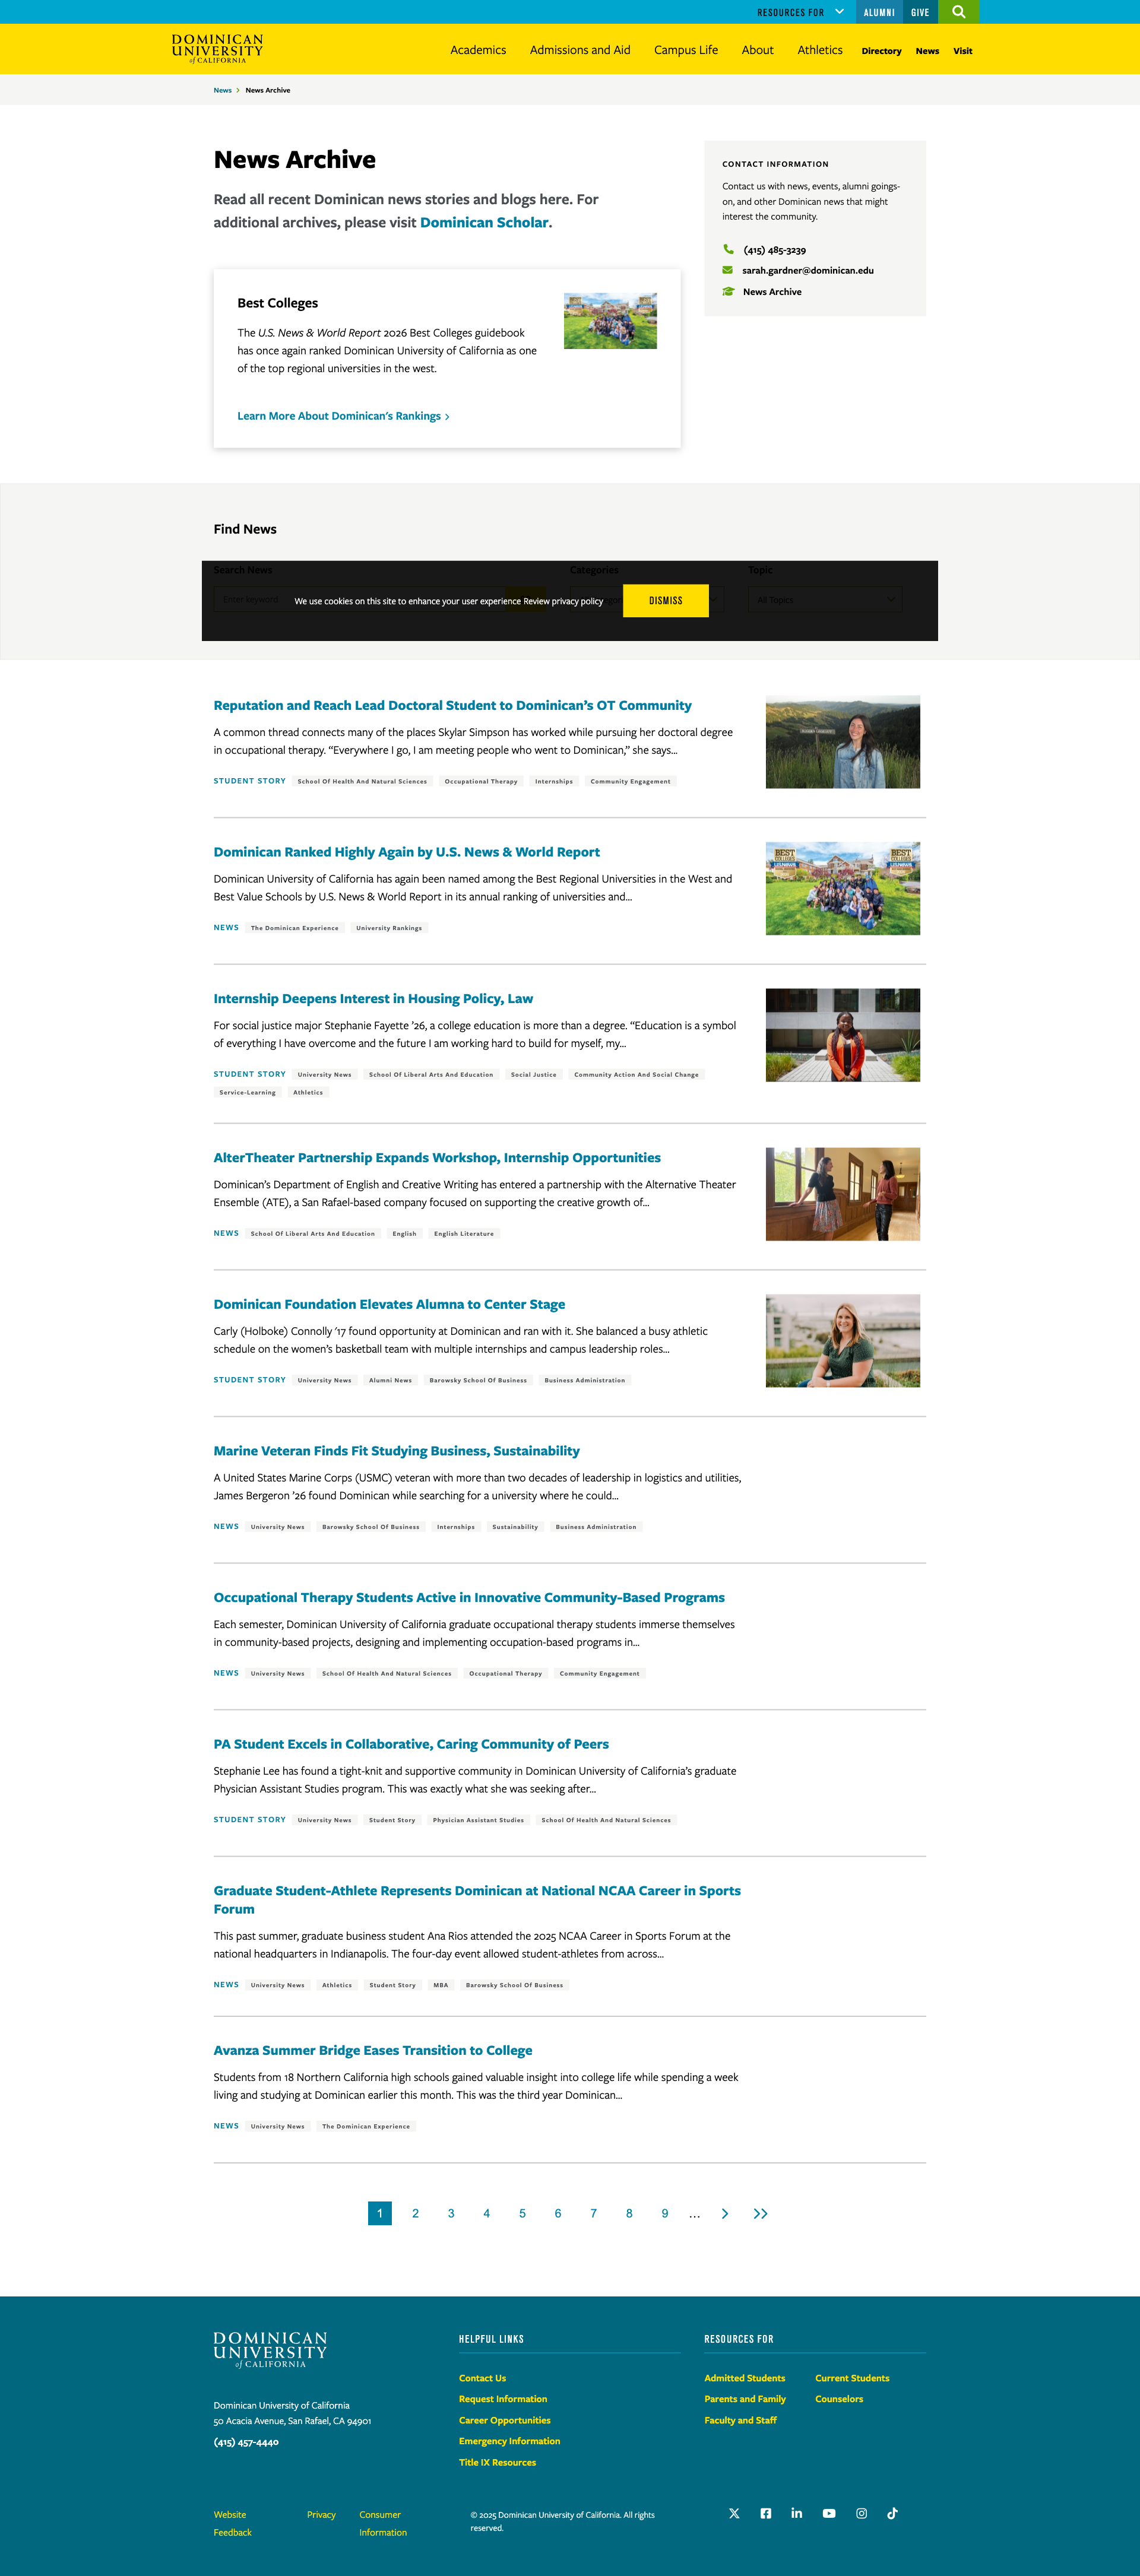 RESOURCES FOR
ALUMNI
GIVE
DOMINICAN
UNIVERSITY
of CALIFORNIA
Academics
Admissions and Aid
Campus Life
About
Athletics
Directory
News
Visit
News
News Archive
News Archive
Read all recent Dominican news stories and blogs here. For
additional archives, please visit Dominican Scholar.
CONTACT INFORMATION
Contact us with news, events, alumni goings-
on, and other Dominican news that might
interest the community.
(415) 485-3239
sarah.gardner@dominican.edu
News Archive
Best Colleges
The U.S. News & World Report 2026 Best Colleges guidebook
has once again ranked Dominican University of California as one
of the top regional universities in the west.
Learn More About Dominican's Rankings
Find News
Search News
Categories
Topic
Enter keyword
All Topics
We use cookies on this site to enhance your user experience Review privacy policy
DISMISS
Reputation and Reach Lead Doctoral Student to Dominican's OT Community
A common thread connects many of the places Skylar Simpson has worked while pursuing her doctoral degree
in occupational therapy. “Everywhere I go, I am meeting people who went to Dominican,” she says...
STUDENT STORY School Of Health And Natural Sciences Occupational Therapy Internships Community Engagement
Dominican Ranked Highly Again by U.S. News & World Report
Dominican University of California has again been named among the Best Regional Universities in the West and
Best Value Schools by U.S. News & World Report in its annual ranking of universities and...
NEWS The Dominican Experience University Rankings
BEST
COLLEGES
BEST
COLLEGES
Internship Deepens Interest in Housing Policy, Law
For social justice major Stephanie Fayette ’26, a college education is more than a degree. “Education is a symbol
of everything I have overcome and the future I am working hard to build for myself, my...
STUDENT STORY University News School Of Liberal Arts And Education Social Justice Community Action And Social Change
Service-Learning Athletics
AlterTheater Partnership Expands Workshop, Internship Opportunities
Dominican’s Department of English and Creative Writing has entered a partnership with the Alternative Theater
Ensemble (ATE), a San Rafael-based company focused on supporting the creative growth of...
NEWS School Of Liberal Arts And Education English English Literature
Dominican Foundation Elevates Alumna to Center Stage
Carly (Holboke) Connolly ’17 found opportunity at Dominican and ran with it. She balanced a busy athletic
schedule on the women’s basketball team with multiple internships and campus leadership roles...
STUDENT STORY University News Alumni News Barowsky School Of Business Business Administration
Marine Veteran Finds Fit Studying Business, Sustainability
A United States Marine Corps (USMC) veteran with more than two decades of leadership in logistics and utilities,
James Bergeron ’26 found Dominican while searching for a university where he could...
NEWS University News Barowsky School Of Business Internships Sustainability Business Administration
Occupational Therapy Students Active in Innovative Community-Based Programs
Each semester, Dominican University of California graduate occupational therapy students immerse themselves
in community-based projects, designing and implementing occupation-based programs in...
NEWS University News School Of Health And Natural Sciences Occupational Therapy Community Engagement
PA Student Excels in Collaborative, Caring Community of Peers
Stephanie Lee has found a tight-knit and supportive community in Dominican University of California’s graduate
Physician Assistant Studies program. This was exactly what she was seeking after...
STUDENT STORY University News Student Story Physician Assistant Studies School Of Health And Natural Sciences
Graduate Student-Athlete Represents Dominican at National NCAA Career in Sports
Forum
This past summer, graduate business student Ana Rios attended the 2025 NCAA Career in Sports Forum at the
national headquarters in Indianapolis. The four-day event allowed student-athletes from across...
NEWS University News Athletics Student Story MBA Barowsky School Of Business
Avanza Summer Bridge Eases Transition to College
Students from 18 Northern California high schools gained valuable insight into college life while spending a week
living and studying at Dominican earlier this month. This was the third year Dominican...
NEWS University News The Dominican Experience
1 2 3 4 5 6 7 8 9 ...
DOMINICAN
UNIVERSITY
of CALIFORNIA
Dominican University of California
50 Acacia Avenue, San Rafael, CA 94901
(415) 457-4440
HELPFUL LINKS
Contact Us
Request Information
Career Opportunities
Emergency Information
Title IX Resources
RESOURCES FOR
Admitted Students
Current Students
Parents and Family
Counselors
Faculty and Staff
Website
Feedback
Privacy
Consumer
Information
© 2025 Dominican University of California. All rights
reserved.